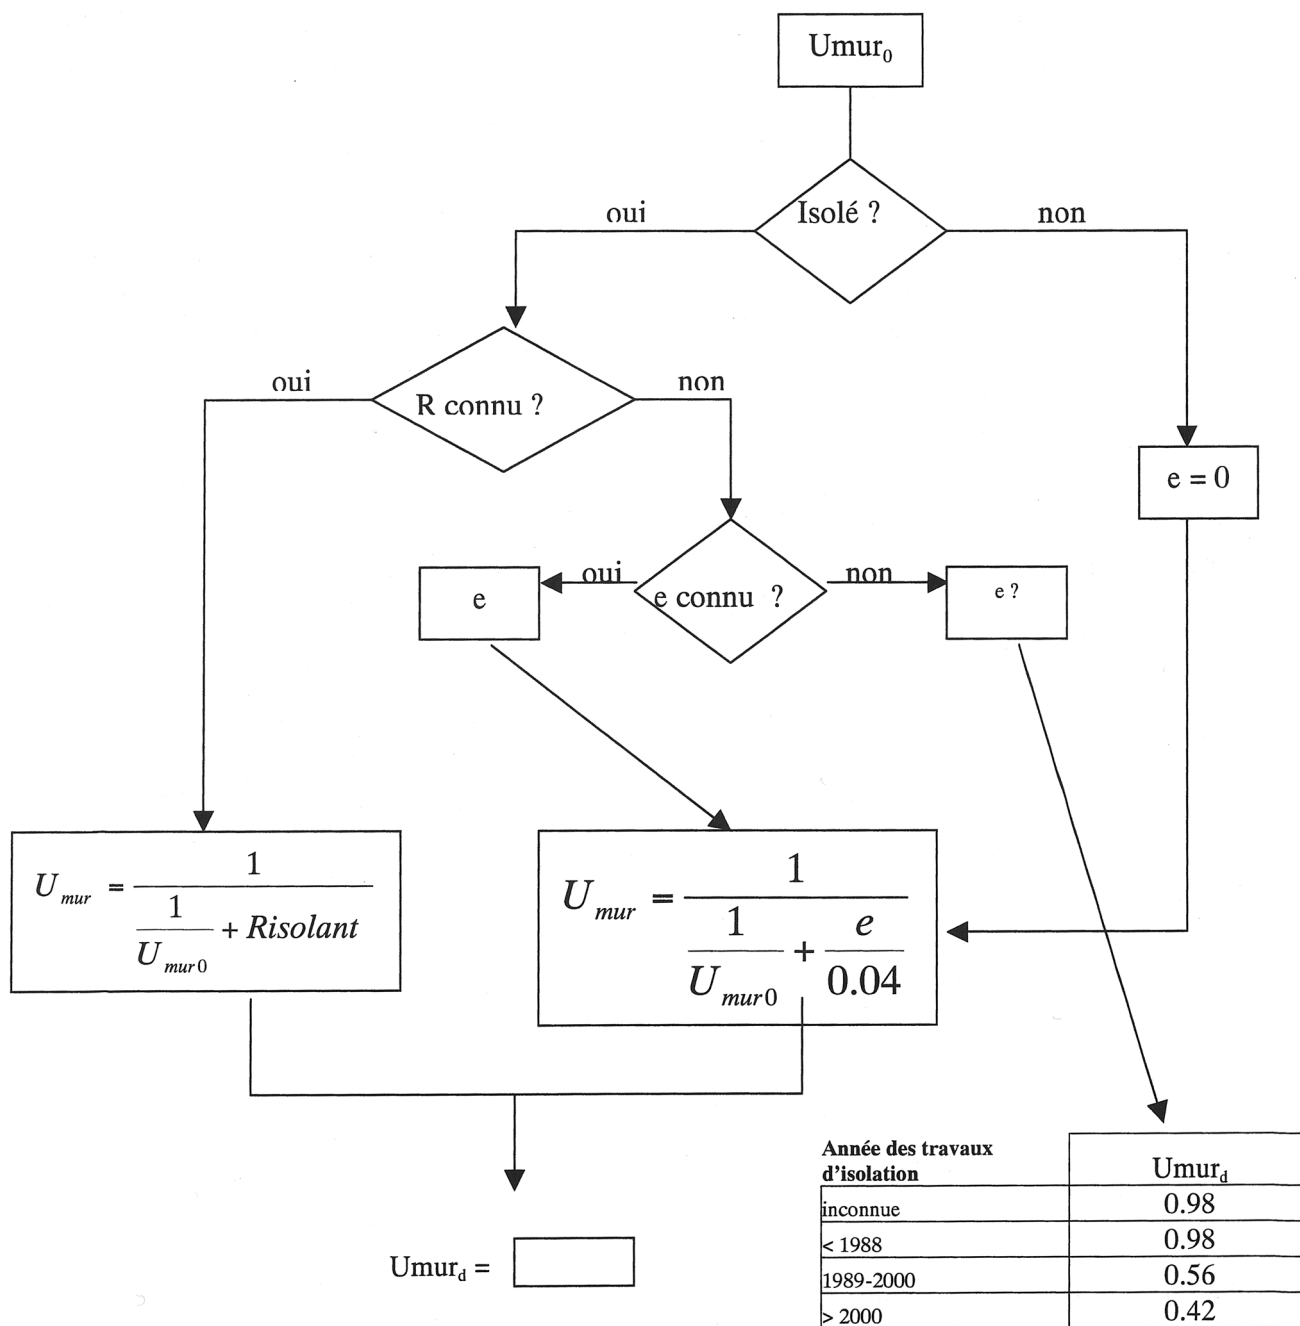 Umur₀
Isolé ?
oui
non
R connu ?
oui
non
e = 0
e connu ?
oui
non
e
e ?
U mur = 1 / (1 / U mur0 + Risolant)
U mur = 1 / (1 / U mur0 + e / 0.04)
Umur_d =
Année des travaux
d'isolation
Umur_d
inconnue 0.98
< 1988 0.98
1989-2000 0.56
> 2000 0.42